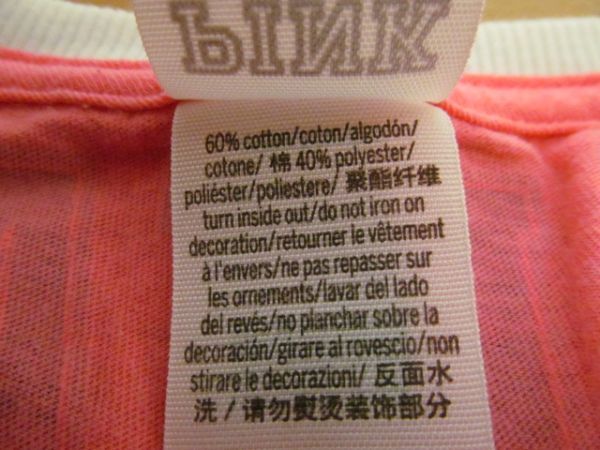 PINK
60% cotton/coton/algodón/
cotone/ 棉 40% polyester/
poliéster/poliestere/ 聚酯纤维
turn inside out/do not iron on
decoration/retourner le vêtement
à l'envers/ne pas repasser sur
les ornements/lavar del lado
del revés/no planchar sobre la
decoración/girare al rovescio/non
stirare le decorazioni/ 反面水
洗 / 请勿熨烫装饰部分